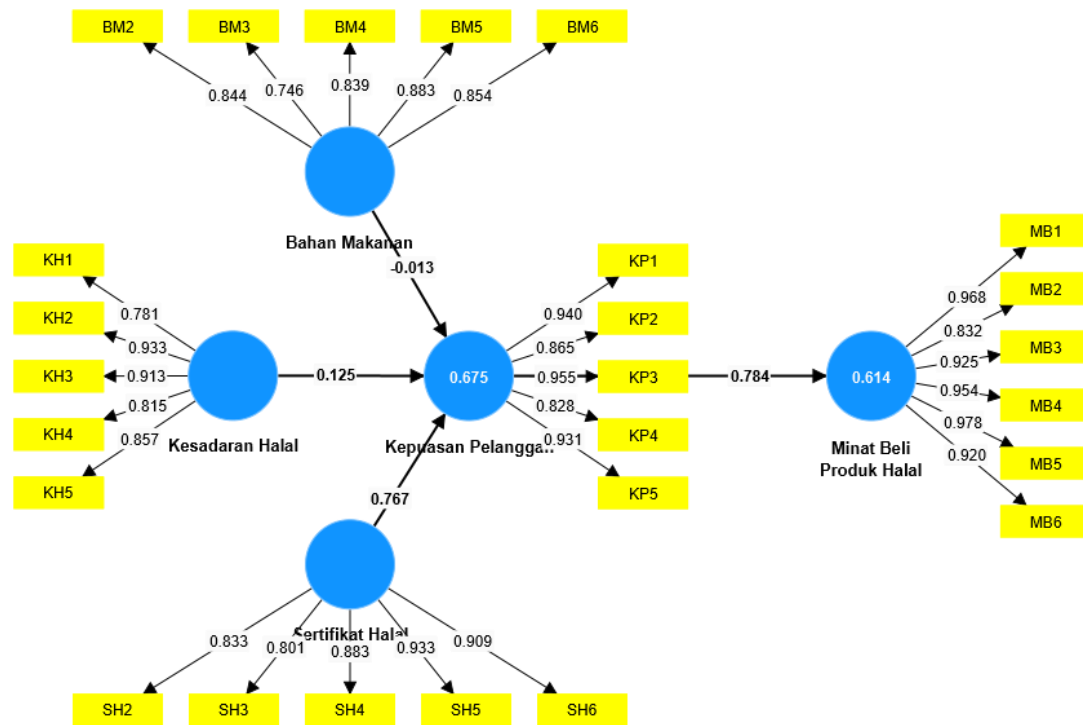 BM2 BM3 BM4 BM5 BM6
0.844 0.746 0.839 0.883 0.854
Bahan Makanan
-0.013
KH1
KH2
KH3
KH4
KH5
0.781
0.933
0.913
0.815
0.857
Kesadaran Halal
0.125
0.675
Kepuasan Pelanggan
0.940
0.865
0.955
0.828
0.931
KP1
KP2
KP3
KP4
KP5
0.784
0.614
Minat Beli
Produk Halal
0.968
0.832
0.925
0.954
0.978
0.920
MB1
MB2
MB3
MB4
MB5
MB6
0.767
Sertifikat Halal
0.833 0.801 0.883 0.933 0.909
SH2 SH3 SH4 SH5 SH6